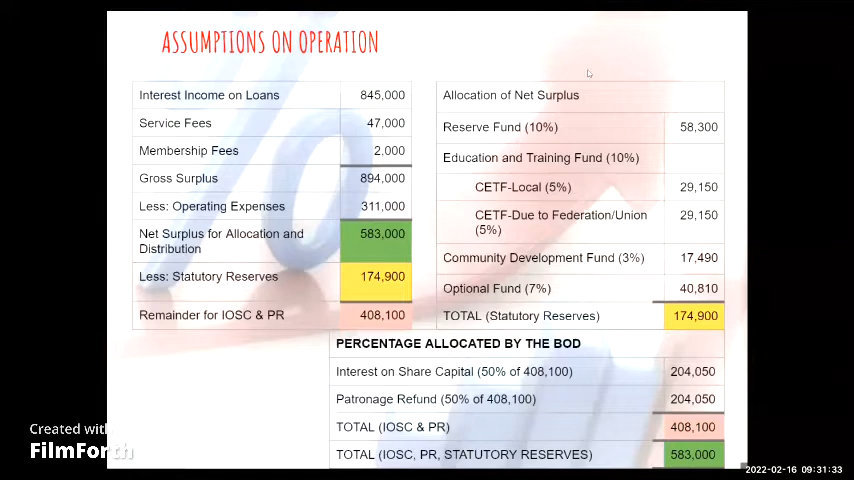 ASSUMPTIONS ON OPERATION
Interest Income on Loans 845,000
Service Fees 47,000
Membership Fees 2,000
Gross Surplus 894,000
Less: Operating Expenses 311,000
Net Surplus for Allocation and
Distribution 583,000
Less: Statutory Reserves 174,900
Remainder for IOSC & PR 408,100
Allocation of Net Surplus
Reserve Fund (10%) 58,300
Education and Training Fund (10%)
CETF-Local (5%) 29,150
CETF-Due to Federation/Union 29,150
(5%)
Community Development Fund (3%) 17,490
Optional Fund (7%) 40,810
TOTAL (Statutory Reserves) 174,900
PERCENTAGE ALLOCATED BY THE BOD
Interest on Share Capital (50% of 408,100) 204,050
Patronage Refund (50% of 408,100) 204,050
TOTAL (IOSC & PR) 408,100
TOTAL (IOSC, PR, STATUTORY RESERVES) 583,000
Created with
FilmForth
2022-02-16 09:31:33